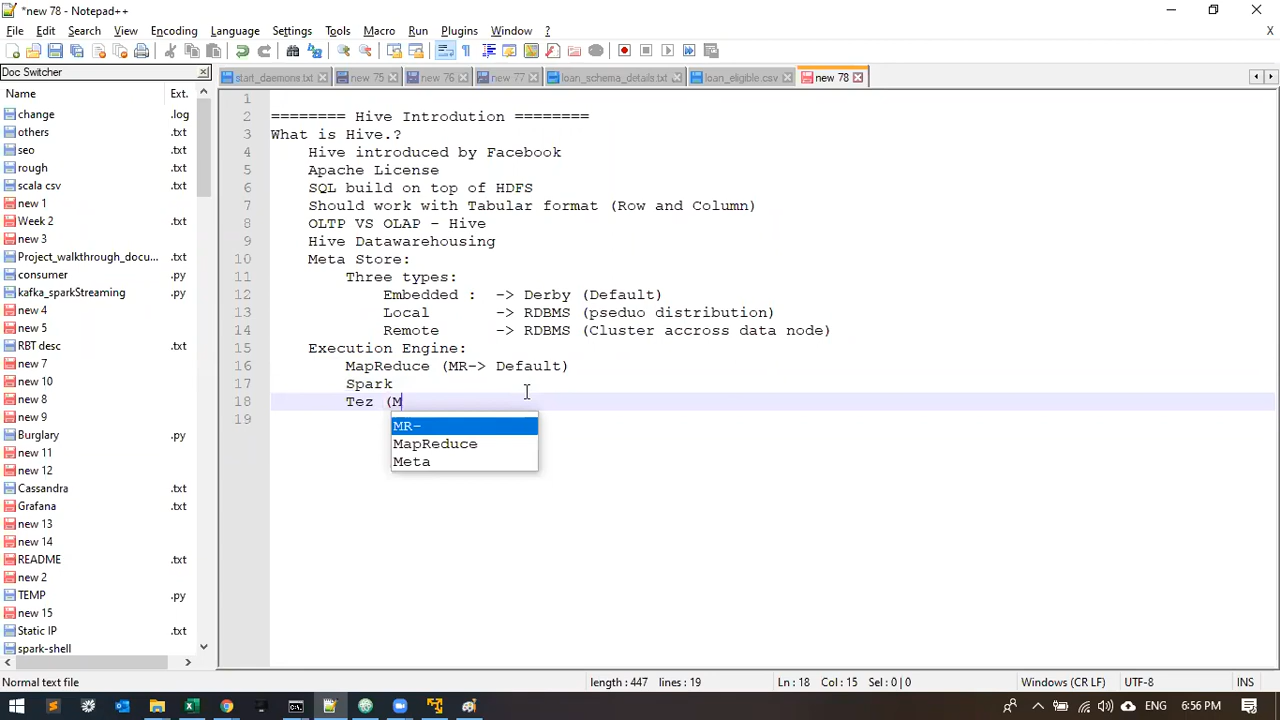 *new 78 - Notepad++
File Edit Search View Encoding Language Settings Tools Macro Run Plugins Window ?
X
Doc Switcher
start_daemons.txt new 75 new 76 new 77 loan_schema_details.txt loan_eligible.csv new 78
Name Ext.
change .log
others .txt
seo .txt
rough .txt
scala csv .txt
new 1
Week 2 .txt
new 3
Project_walkthrough_docu... .txt
consumer .py
kafka_sparkStreaming .py
new 4
new 5
RBT desc .txt
new 7
new 10
new 8
new 9
Burglary .txt
new 11
new 12
Cassandra .txt
Grafana .txt
new 13
new 14
README .txt
new 2
TEMP .py
new 15
Static IP .txt
spark-shell .txt
1
2 ======== Hive Introdution ========
3 What is Hive.?
4 Hive introduced by Facebook
5 Apache License
6 SQL build on top of HDFS
7 Should work with Tabular format (Row and Column)
8 OLTP VS OLAP - Hive
9 Hive Datawarehousing
10 Meta Store:
11 Three types:
12 Embedded : -> Derby (Default)
13 Local -> RDBMS (pseduo distribution)
14 Remote -> RDBMS (Cluster accross data node)
15 Execution Engine:
16 MapReduce (MR-> Default)
17 Spark
18 Tez (M
19
MR-
MapReduce
Meta
Normal text file length : 447 lines : 19 Ln : 18 Col : 15 Sel : 0 | 0 Windows (CR LF) UTF-8 INS
ENG 6:56 PM